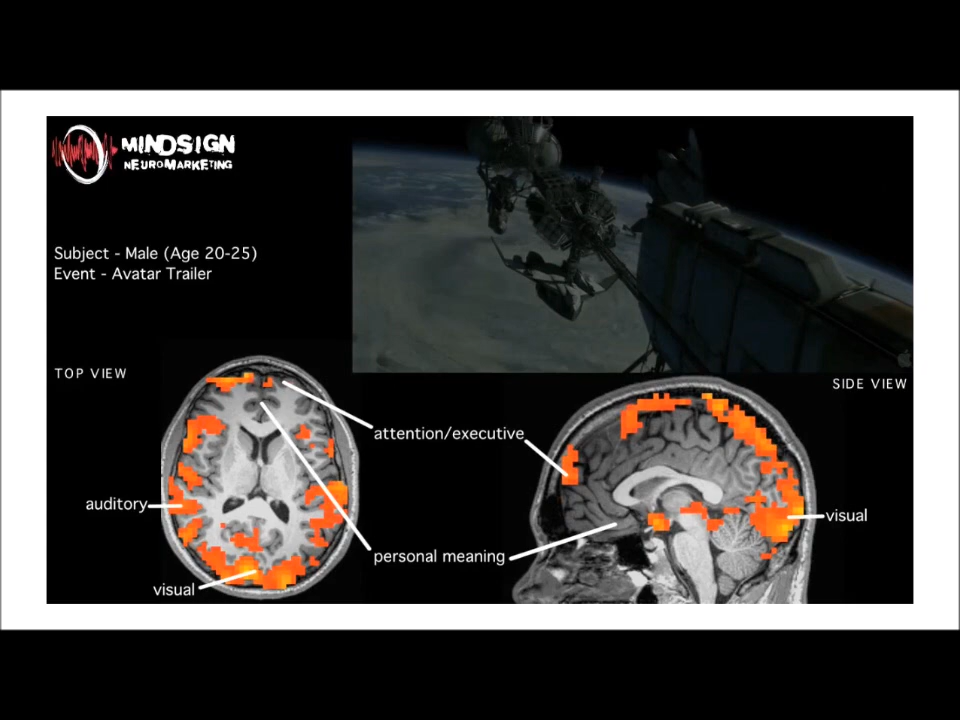 MINDSIGN
NEUROMARKETING
Subject - Male (Age 20-25)
Event - Avatar Trailer
TOP VIEW
SIDE VIEW
attention/executive
auditory
visual
personal meaning
visual